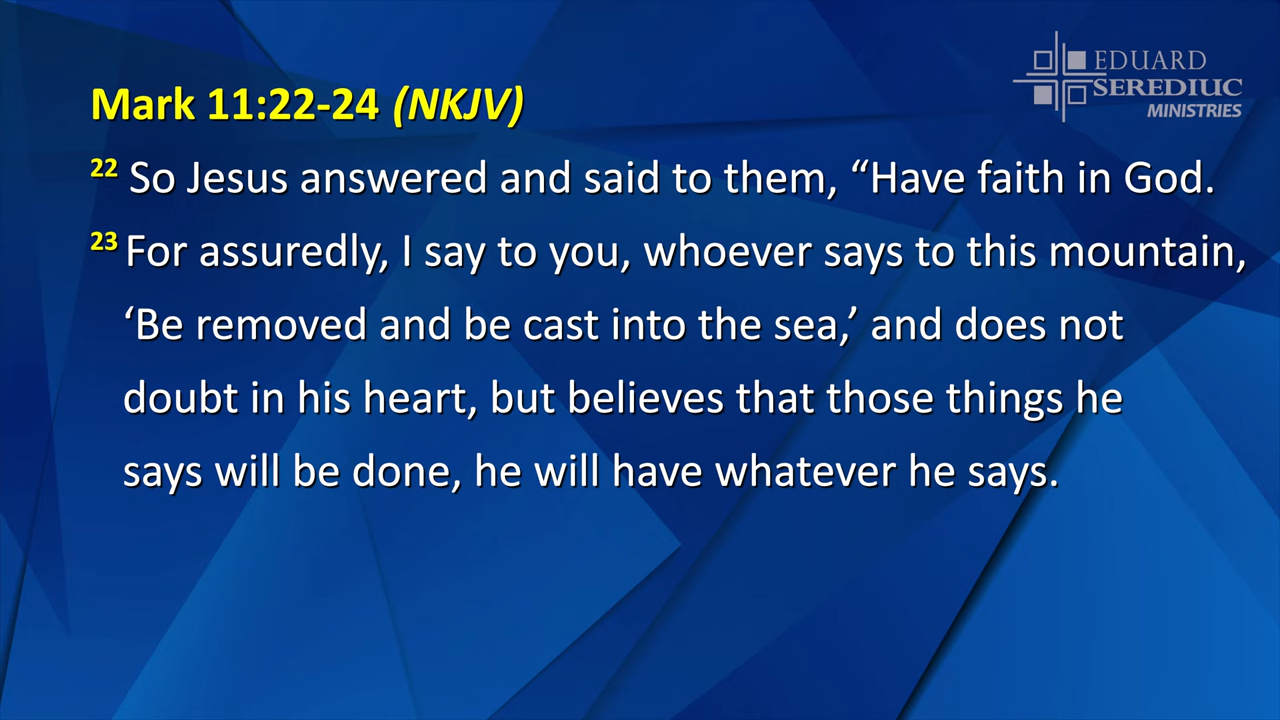 EDUARD
SEREDIUC
MINISTRIES
Mark 11:22-24 (NKJV)
22 So Jesus answered and said to them, “Have faith in God.
23 For assuredly, I say to you, whoever says to this mountain,
‘Be removed and be cast into the sea,’ and does not
doubt in his heart, but believes that those things he
says will be done, he will have whatever he says.